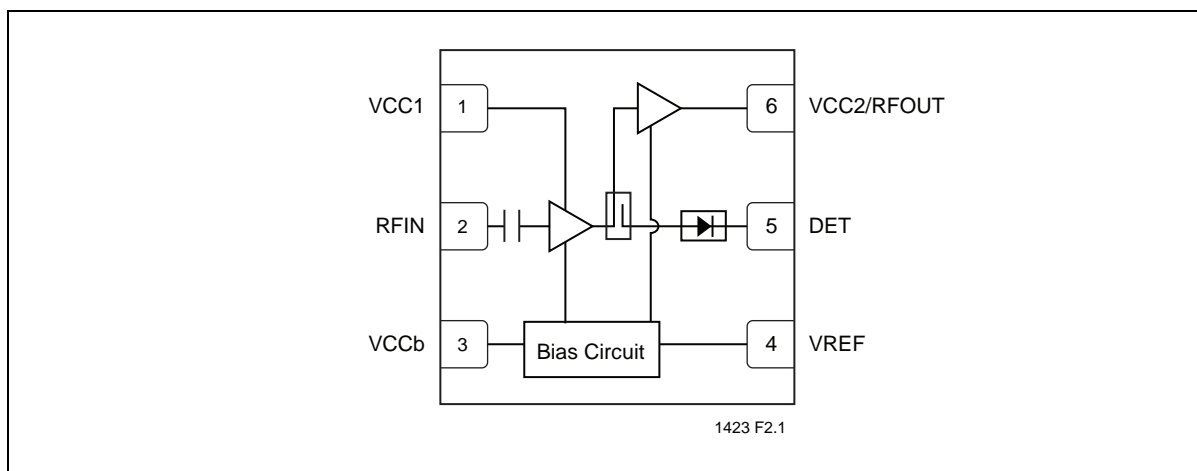 VCC1 1 6 VCC2/RFOUT
RFIN 2 5 DET
VCCb 3 Bias Circuit 4 VREF
1423 F2.1